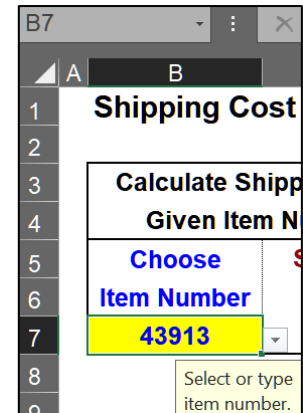 B7
A B
1 Shipping Cost
2
3 Calculate Shipp
4 Given Item N
5 Choose
6 Item Number
7 43913
8 Select or type
item number.